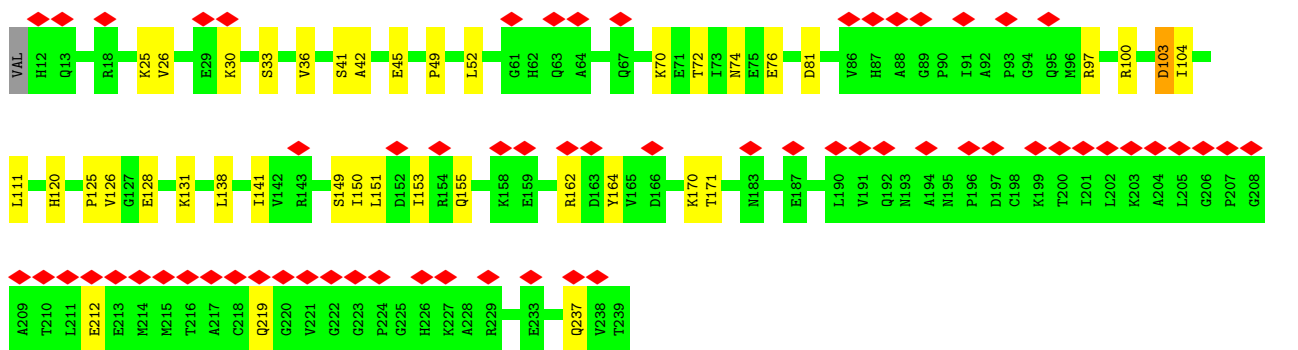 VAL H12 Q13 R18 K25 V26 E29 K30 S33 V36 S41 A42 E45 P49 L52 G61 H62 Q63 A64 Q67 K70 E71 T72 I73 N74 E75 E76 D81 V86 H87 A88 G89 P90 I91 A92 P93 G94 Q95 M96 R97 R100 D103 I104
L111 H120 P125 V126 G127 E128 K131 L138 I141 V142 R143 S149 I150 L151 D152 I153 R154 Q155 K158 E159 R162 D163 Y164 V165 D166 K170 T171 N183 E187 L190 V191 Q192 N193 A194 N195 P196 D197 C198 K199 T200 I201 L202 K203 A204 L205 G206 P207 G208
A209 T210 L211 E212 E213 M214 M215 T216 A217 C218 Q219 G220 V221 G222 G223 P224 G225 H226 K227 A228 R229 E233 Q237 V238 T239